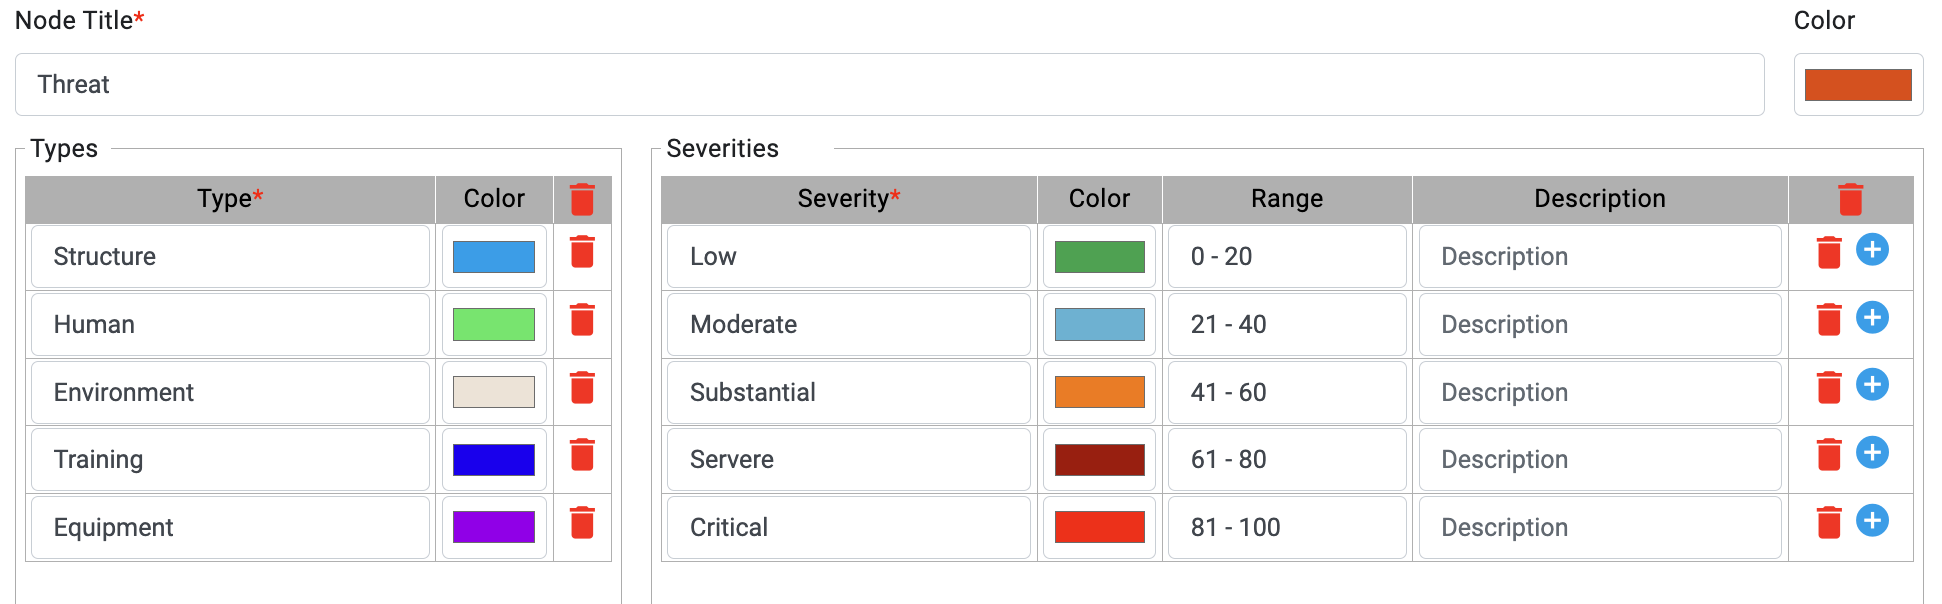 Node Title* Color
Threat
Types Severities
Type* Color Severity* Color Range Description
Structure Low 0 - 20 Description
Human Moderate 21 - 40 Description
Environment Substantial 41 - 60 Description
Training Servere 61 - 80 Description
Equipment Critical 81 - 100 Description